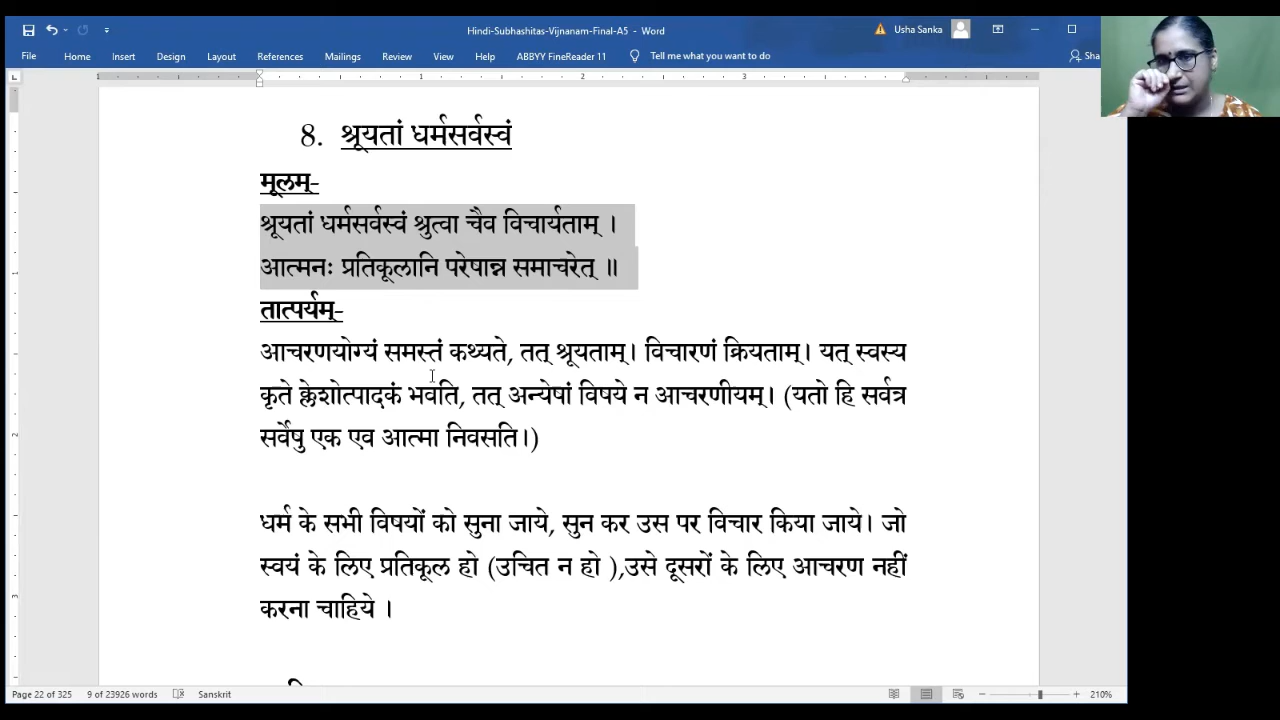 Hindi-Subhashitas-Vijnanam-Final-A5 - Word
Usha Sanka
File Home Insert Design Layout References Mailings Review View Help ABBYY FineReader 11 Tell me what you want to do Sha
1 1 2 3
8. श्रूयतां धर्मसर्वस्वं
मूलम्-
श्रूयतां धर्मसर्वस्वं श्रुत्वा चैव विचार्यताम् ।
आत्मनः प्रतिकूलानि परेषान्न समाचरेत् ॥
तात्पर्यम्-
आचरणयोग्यं समस्तं कथ्यते, तत् श्रूयताम्। विचारणं क्रियताम्। यत् स्वस्य
कृते क्लेशोत्पादकं भवति, तत् अन्येषां विषये न आचरणीयम्। (यतो हि सर्वत्र
सर्वेषु एक एव आत्मा निवसति।)
धर्म के सभी विषयों को सुना जाये, सुन कर उस पर विचार किया जाये। जो
स्वयं के लिए प्रतिकूल हो (उचित न हो ),उसे दूसरों के लिए आचरण नहीं
करना चाहिये ।
Page 22 of 325 9 of 23926 words Sanskrit 210%